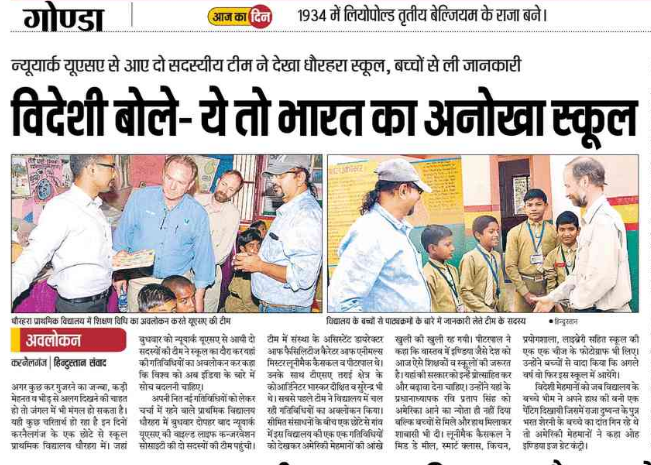 गोण्डा
आज का दिन
1934 में लियोपोल्ड तृतीय बेल्जियम के राजा बने।
न्यूयार्क यूएसए से आए दो सदस्यीय टीम ने देखा धौरहरा स्कूल, बच्चों से ली जानकारी
विदेशी बोले- ये तो भारत का अनोखा स्कूल
धौरहरा प्राथमिक विद्यालय में शिक्षण विधि का अवलोकन करते यूएसए की टीम
विद्यालय के बच्चों से पाठ्यक्रमों के बारे में जानकारी लेते टीम के सदस्य • हिन्दुस्तान
अवलोकन
करनैलगंज | हिन्दुस्तान संवाद
अगर कुछ कर गुजरने का जज्बा, कड़ी
मेहनत व भीड़ से अलग दिखने की चाहत
हो तो जंगल में भी मंगल हो सकता है।
यही कुछ चरितार्थ हो रहा है इन दिनों
करनैलगंज के एक छोटे से स्कूल
प्राथमिक विद्यालय धौरहरा में। जहां
बुधवार को न्यूयार्क यूएसए से आयी दो
सदस्यों की टीम ने स्कूल का दौरा कर यहां
की गतिविधियों का अवलोकन कर कहा
कि विश्व को अब इंडिया के बारे में
सोच बदलनी चाहिए।
अपनी नित नई गतिविधियों को लेकर
चर्चा में रहने वाले प्राथमिक विद्यालय
धौरहरा में बुधवार दोपहर बाद न्यूयार्क
यूएसए की वाइल्ड लाइफ कन्जरवेशन
सोसाइटी की दो सदस्यों की टीम पहुंची।
टीम में संस्था के असिस्टेंट डायरेक्टर
आफ फैसिलिटीज कैरेटर आफ एनीमल्स
मिस्टर लूनीमैक कैसकल व पीटरपाल थे।
उनके साथ टीएसए तराई क्षेत्र के
कोआर्डिनेटर भास्कर दीक्षित व सुरेन्द्र भी
थे। सबसे पहले टीम ने विद्यालय में चल
रही गतिविधियों का अवलोकन किया।
सीमित संसाधनों के बीच एक छोटे से गांव
में इस विद्यालय की एक एक गतिविधियों
को देखकर अमेरिकी मेहमानों की आंखे
खुली की खुली रह गयी। पीटरपाल ने
कहा कि वास्तव में इण्डिया जैसे देश को
आज ऐसे शिक्षकों व स्कूलों की जरूरत
है। यहां की सरकार को इन्हें प्रोत्साहित कर
और बढ़ावा देना चाहिए। उन्होंने यहां के
प्रधानाध्यापक रवि प्रताप सिंह को
अमेरिका आने का न्योता ही नहीं दिया
बल्कि बच्चों से मिले और हाथ मिलाकर
शाबासी भी दी। लूनीमैक कैसकल ने
मिड डे मील, स्मार्ट क्लास, किचन,
प्रयोगशाला, लाइब्रेरी सहित स्कूल की
एक एक चीज के फोटोग्राफ भी लिए।
उन्होंने बच्चों से वादा किया कि अगले
वर्ष वो फिर इस स्कूल में आयेंगे।
विदेशी मेहमानों को जब विद्यालय के
बच्चे भीम ने अपने हाथ की बनी एक
पेंटिंग दिखायी जिसमें राजा दुष्यन्त के पुत्र
भरत शेरनी के बच्चे का दांत गिन रहे थे
तो अमेरिकी मेहमानों ने कहा ओह
इण्डिया इज ग्रेट कंट्री।